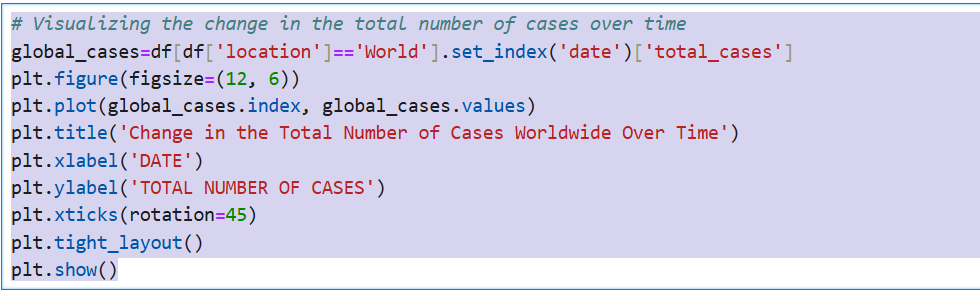 # Visualizing the change in the total number of cases over time
global_cases=df[df['location']=='World'].set_index('date')['total_cases']
plt.figure(figsize=(12, 6))
plt.plot(global_cases.index, global_cases.values)
plt.title('Change in the Total Number of Cases Worldwide Over Time')
plt.xlabel('DATE')
plt.ylabel('TOTAL NUMBER OF CASES')
plt.xticks(rotation=45)
plt.tight_layout()
plt.show()